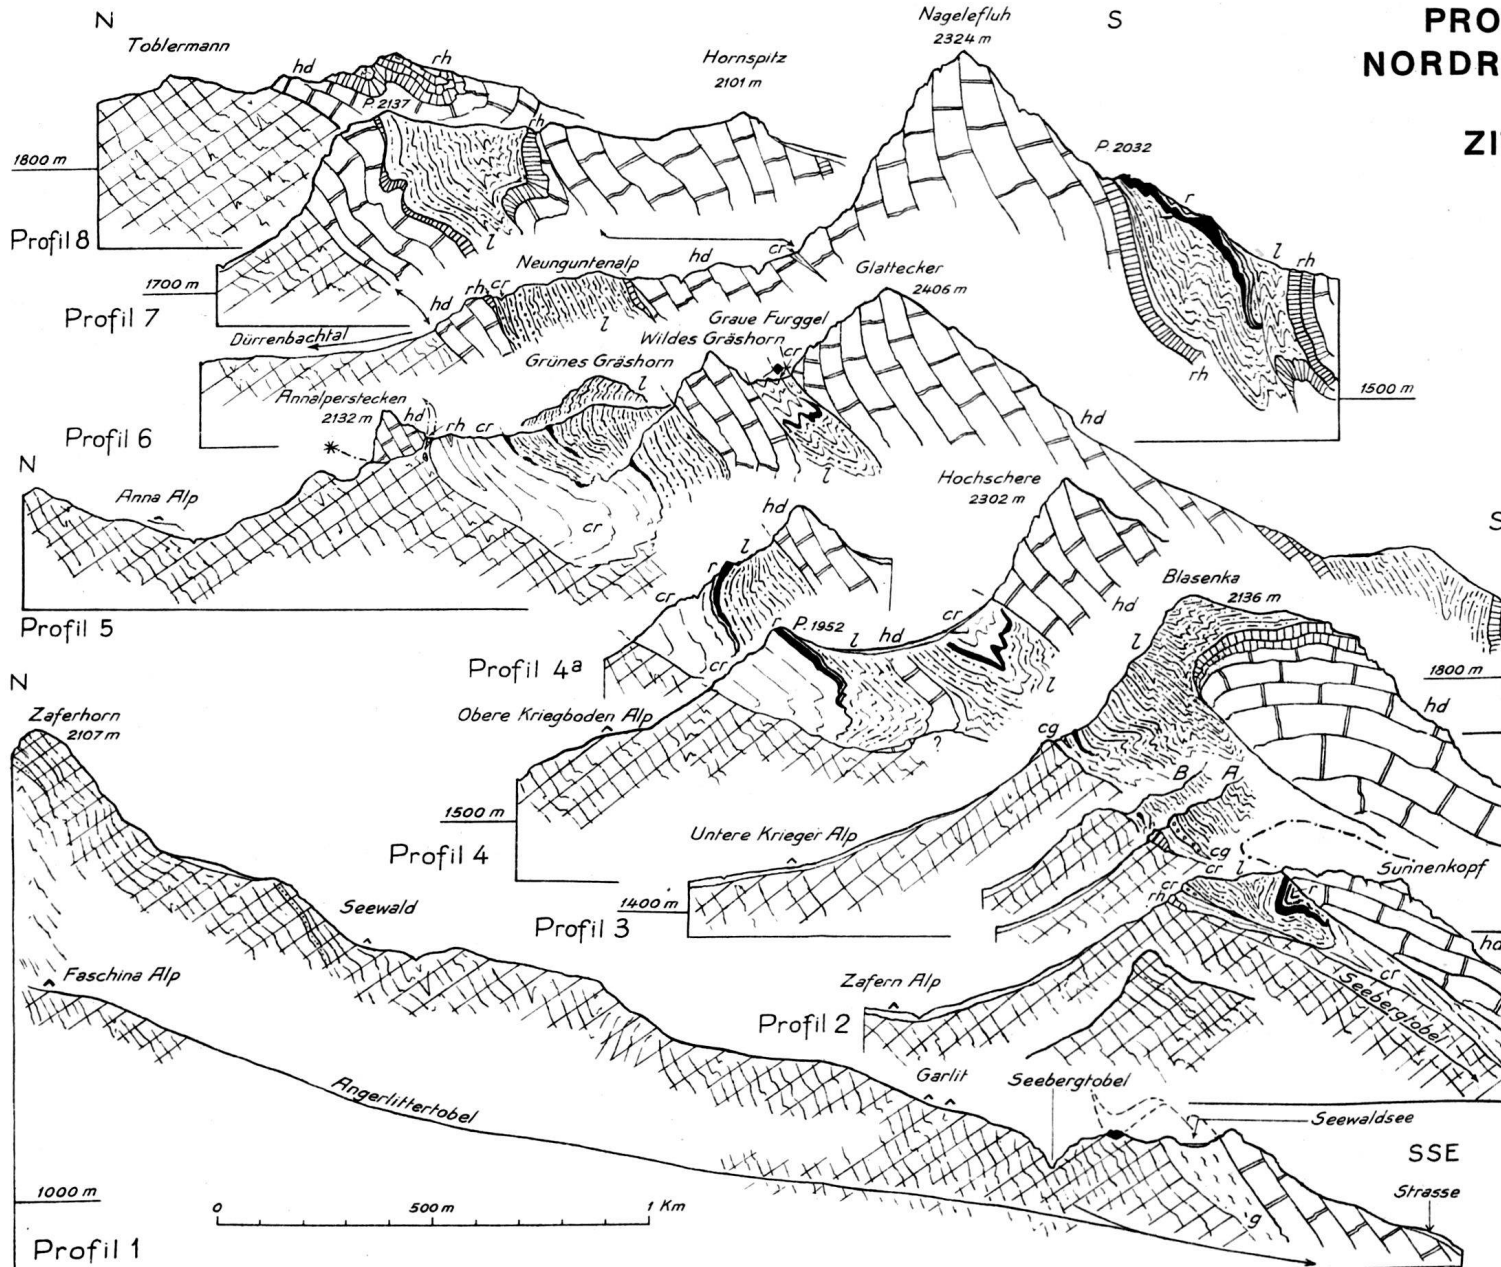 N
S
PRO
NORDR
ZI
Toblermann
hd
rh
P. 2137
Hornspitz
2101 m
rh
Nagelefluh
2324 m
1800 m
P. 2032
r
l
rh
Profil 8
l
cr
hd
Neunguntenalp
Glattecker
2406 m
1700 m
hd
rh
cr
l
Profil 7
Graue Furggel
Dürrenbachtal
Wildes Gräshorn
cr
Grünes Gräshorn
l
rh
1500 m
Annalperstecken
2132 m
hd
rh
cr
hd
Profil 6
N
l
Anna Alp
Hochschere
2302 m
hd
cr
S
l
r
Profil 5
cr
Blasenka
2136 m
hd
cr
r
P. 1952
l
hd
cr
l
1800 m
Profil 4a
l
hd
N
Zaferhorn
2107 m
Obere Kriegboden Alp
?
cg
B
A
1500 m
Untere Krieger Alp
Profil 4
cg
cr
l
Sunnenkopf
Seewald
1400 m
cr
rh
r
Profil 3
hd
Faschina Alp
Zafern Alp
cr
Seebergtobel
Profil 2
Garlit
Seebergtobel
Angerlittertobel
Seewaldsee
SSE
Strasse
1000 m
0
500 m
1 Km
g
Profil 1